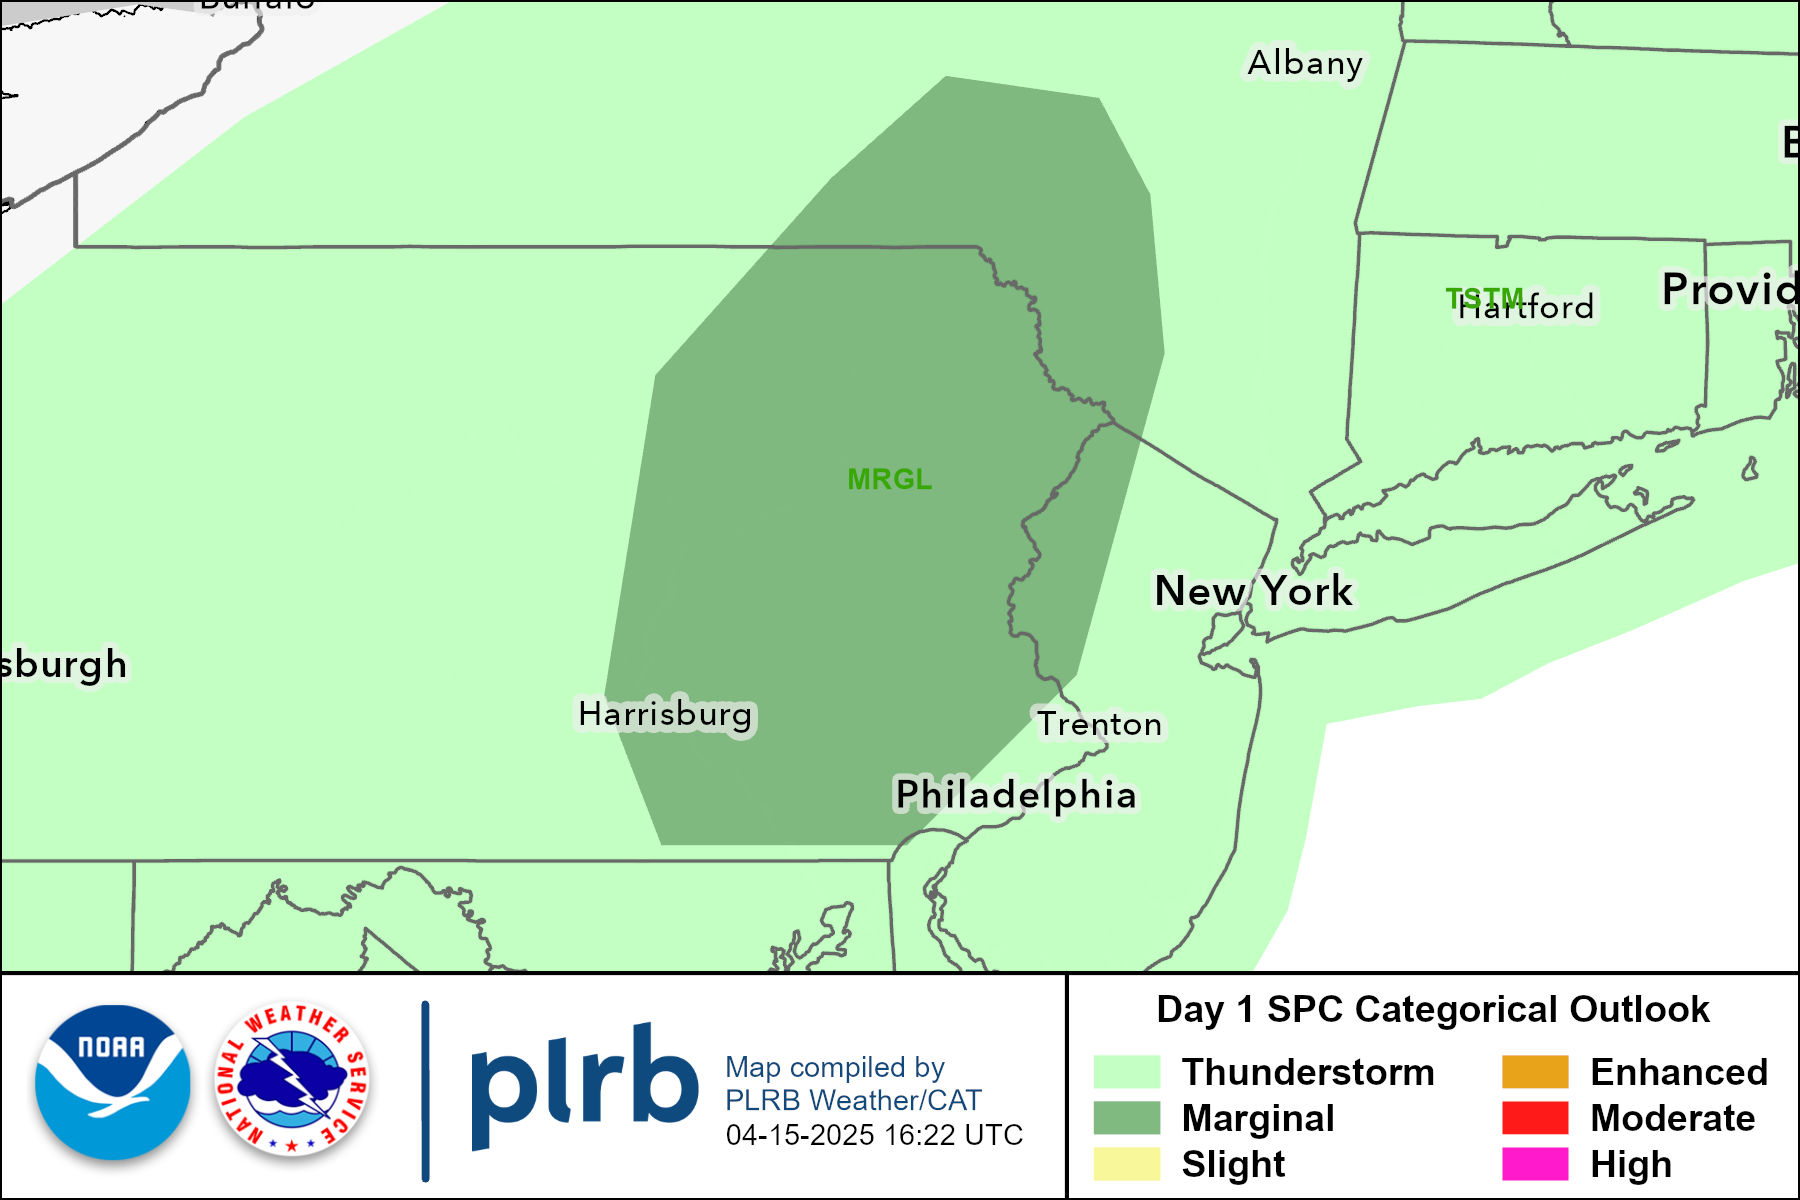 Buffalo
Albany
B
TSTM
Hartford
Provid
MRGL
New York
sburgh
Harrisburg
Trenton
Philadelphia
NOAA
NATIONAL WEATHER SERVICE
plrb
Map compiled by
PLRB Weather/CAT
04-15-2025 16:22 UTC
Day 1 SPC Categorical Outlook
Thunderstorm
Enhanced
Marginal
Moderate
Slight
High